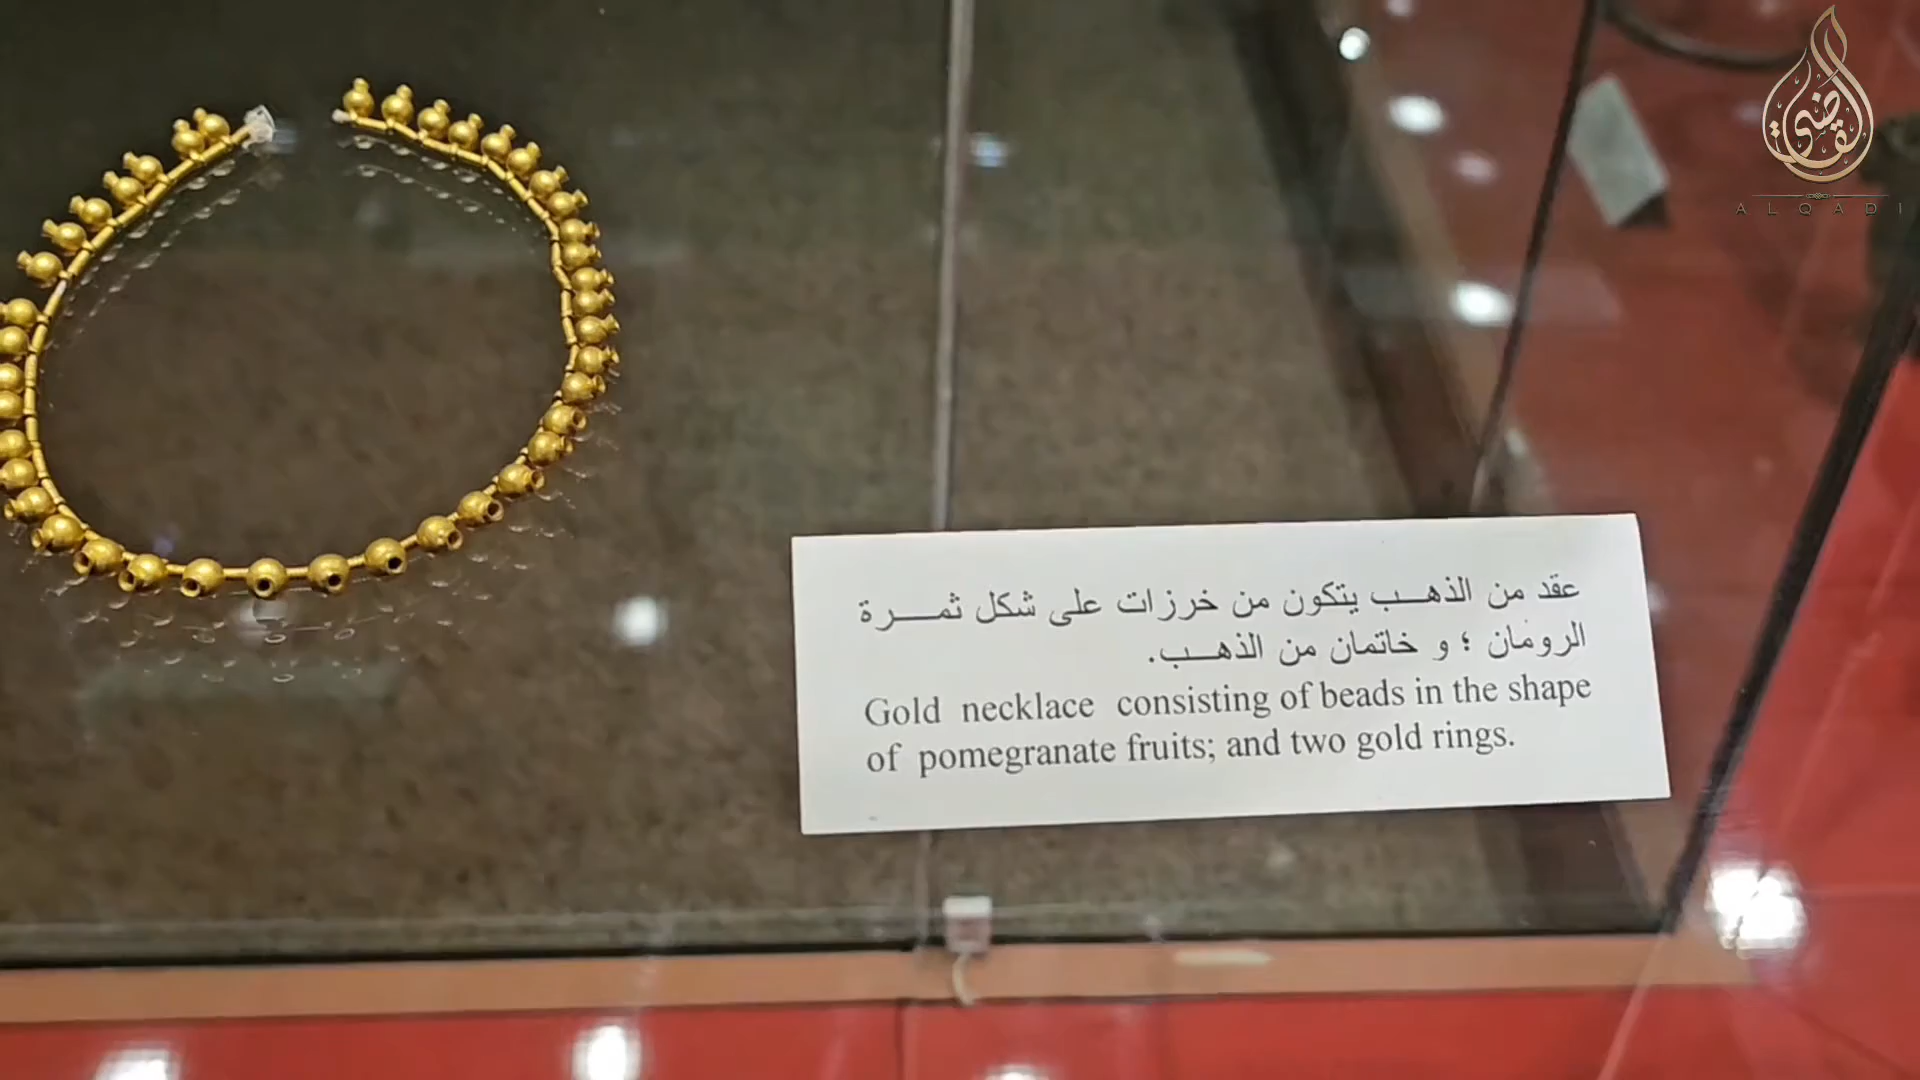 عقد من الذهـــب يتكون من خرزات على شكل ثمـــرة
الرومان ؛ و خاتمان من الذهـــب.
Gold necklace consisting of beads in the shape
of pomegranate fruits; and two gold rings.
القاضي
ALQADI